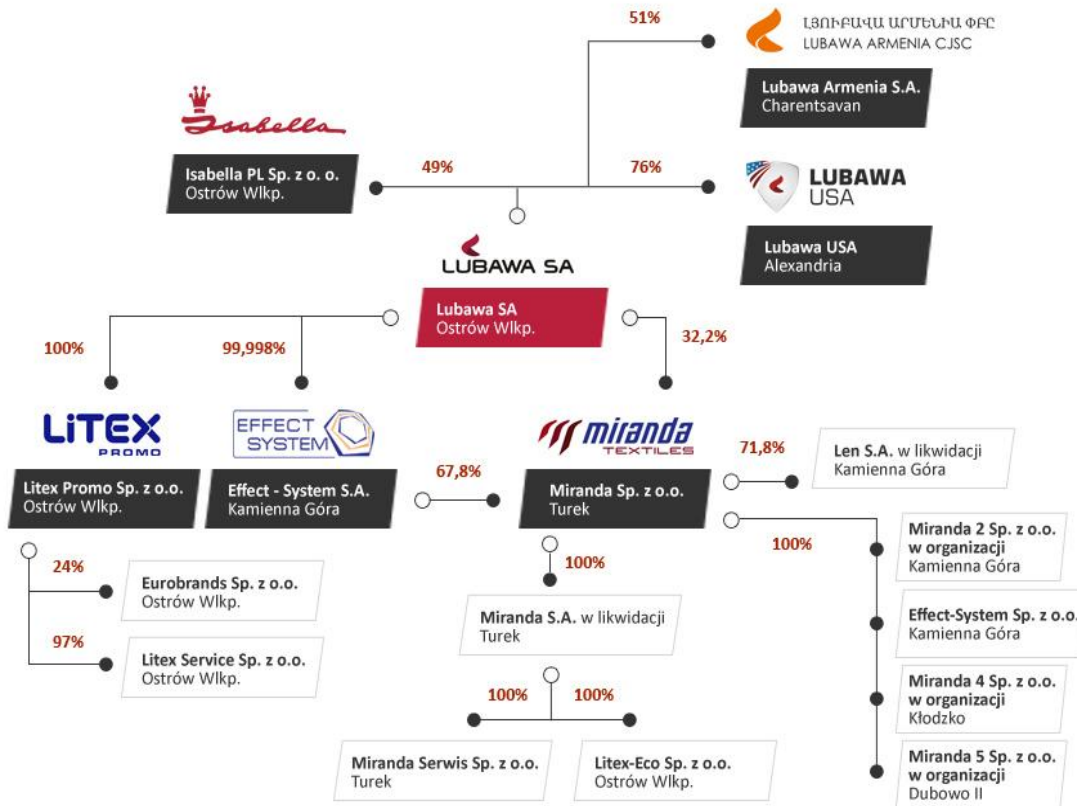 51%
ԼՅՈՒԲԱՎԱ ԱՐՄԵՆԻԱ ՓԲԸ
LUBAWA ARMENIA CJSC
Lubawa Armenia S.A.
Charentsavan
Isabella
Isabella PL Sp. z o. o.
Ostrów Wlkp.
49%
76%
LUBAWA
USA
Lubawa USA
Alexandria
LUBAWA SA
Lubawa SA
Ostrów Wlkp.
100%
99,998%
32,2%
LiTEX
PROMO
EFFECT
SYSTEM
miranda
TEXTILES
Litex Promo Sp. z o.o.
Ostrów Wlkp.
Effect - System S.A.
Kamienna Góra
67,8%
Miranda Sp. z o.o.
Turek
71,8%
Len S.A. w likwidacji
Kamienna Góra
24%
Eurobrands Sp. z o.o.
Ostrów Wlkp.
97%
Litex Service Sp. z o.o.
Ostrów Wlkp.
100%
Miranda S.A. w likwidacji
Turek
100%
100%
Miranda Serwis Sp. z o.o.
Turek
Litex-Eco Sp. z o.o.
Ostrów Wlkp.
100%
Miranda 2 Sp. z o.o.
w organizacji
Kamienna Góra
Effect-System Sp. z o.o.
Kamienna Góra
Miranda 4 Sp. z o.o.
w organizacji
Kłodzko
Miranda 5 Sp. z o.o.
w organizacji
Dubowo II